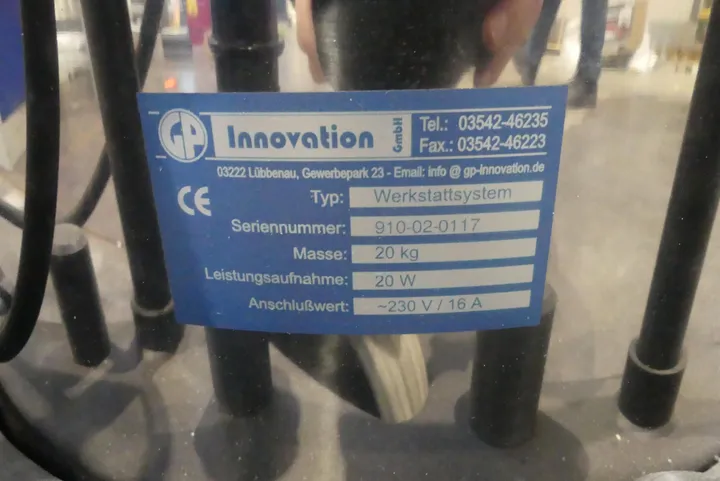 GP Innovation GmbH
Tel.: 03542-46235
Fax.: 03542-46223
03222 Lübbenau, Gewerbepark 23 - Email: info @ gp-innovation.de
CE
Typ: Werkstattsystem
Seriennummer: 910-02-0117
Masse: 20 kg
Leistungsaufnahme: 20 W
Anschlußwert: ~230 V / 16 A